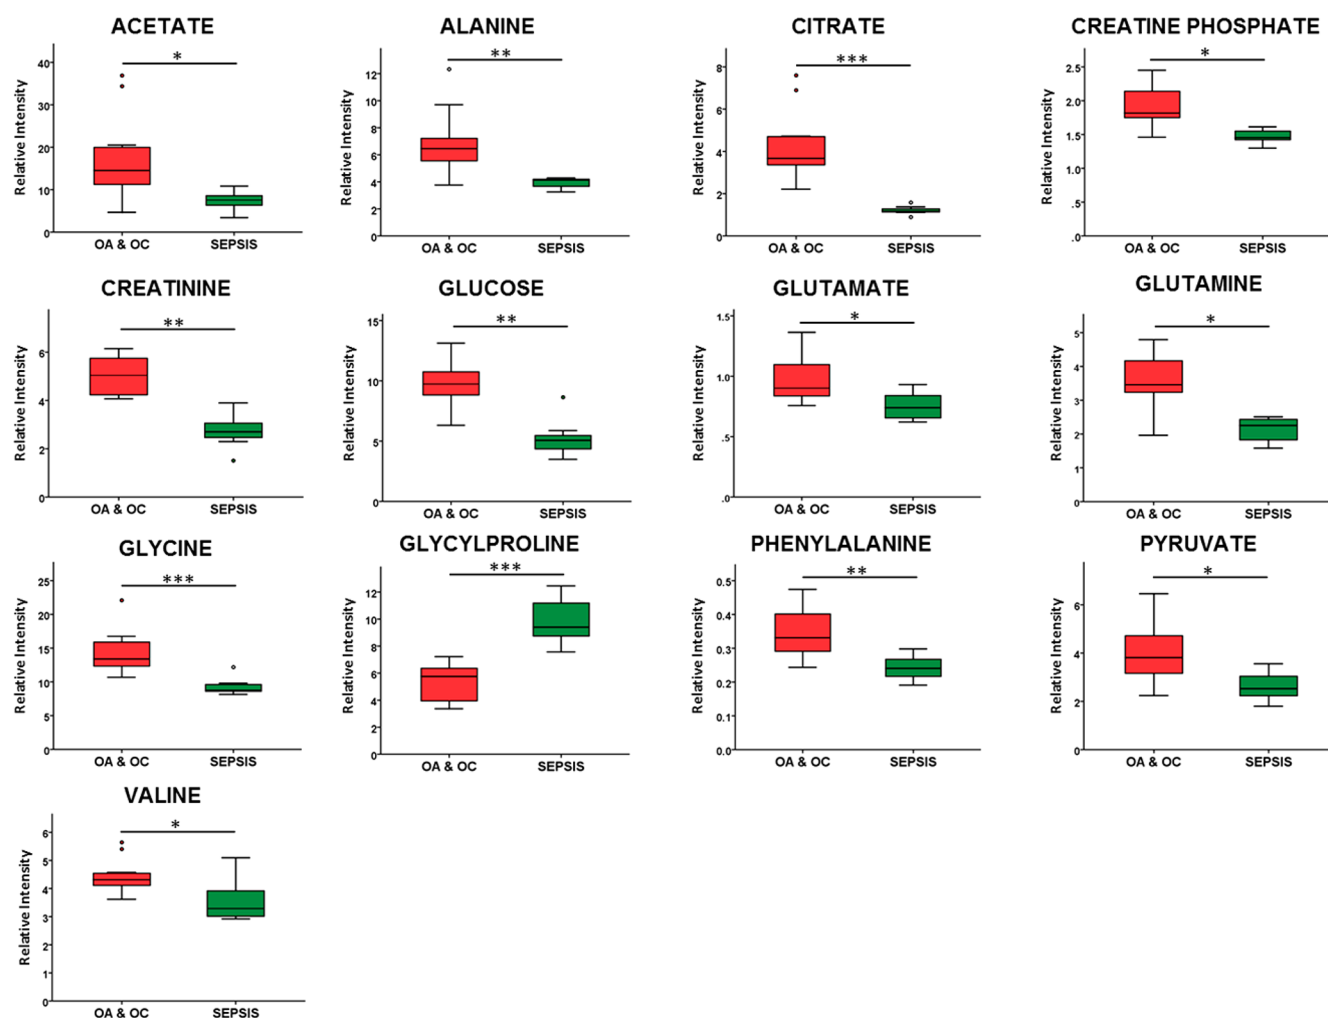 ACETATE
*
Relative Intensity
40
30
20
10
0
OA & OC SEPSIS
ALANINE
**
Relative Intensity
12
10
8
6
4
2
0
OA & OC SEPSIS
CITRATE
***
Relative Intensity
8
6
4
2
0
OA & OC SEPSIS
CREATINE PHOSPHATE
*
Relative Intensity
2.5
2.0
1.5
1.0
.5
.0
OA & OC SEPSIS
CREATININE
**
Relative Intensity
6
4
2
0
OA & OC SEPSIS
GLUCOSE
**
Relative Intensity
15
10
5
0
OA & OC SEPSIS
GLUTAMATE
*
Relative Intensity
1.5
1.0
.5
.0
OA & OC SEPSIS
GLUTAMINE
*
Relative Intensity
5
4
3
2
1
0
OA & OC SEPSIS
GLYCINE
***
Relative Intensity
25
20
15
10
5
0
OA & OC SEPSIS
GLYCYLPROLINE
***
Relative Intensity
12
10
8
6
4
2
0
OA & OC SEPSIS
PHENYLALANINE
**
Relative Intensity
0.5
0.4
0.3
0.2
0.1
0.0
OA & OC SEPSIS
PYRUVATE
*
Relative Intensity
6
4
2
0
OA & OC SEPSIS
VALINE
*
Relative Intensity
6
5
4
3
2
1
0
OA & OC SEPSIS